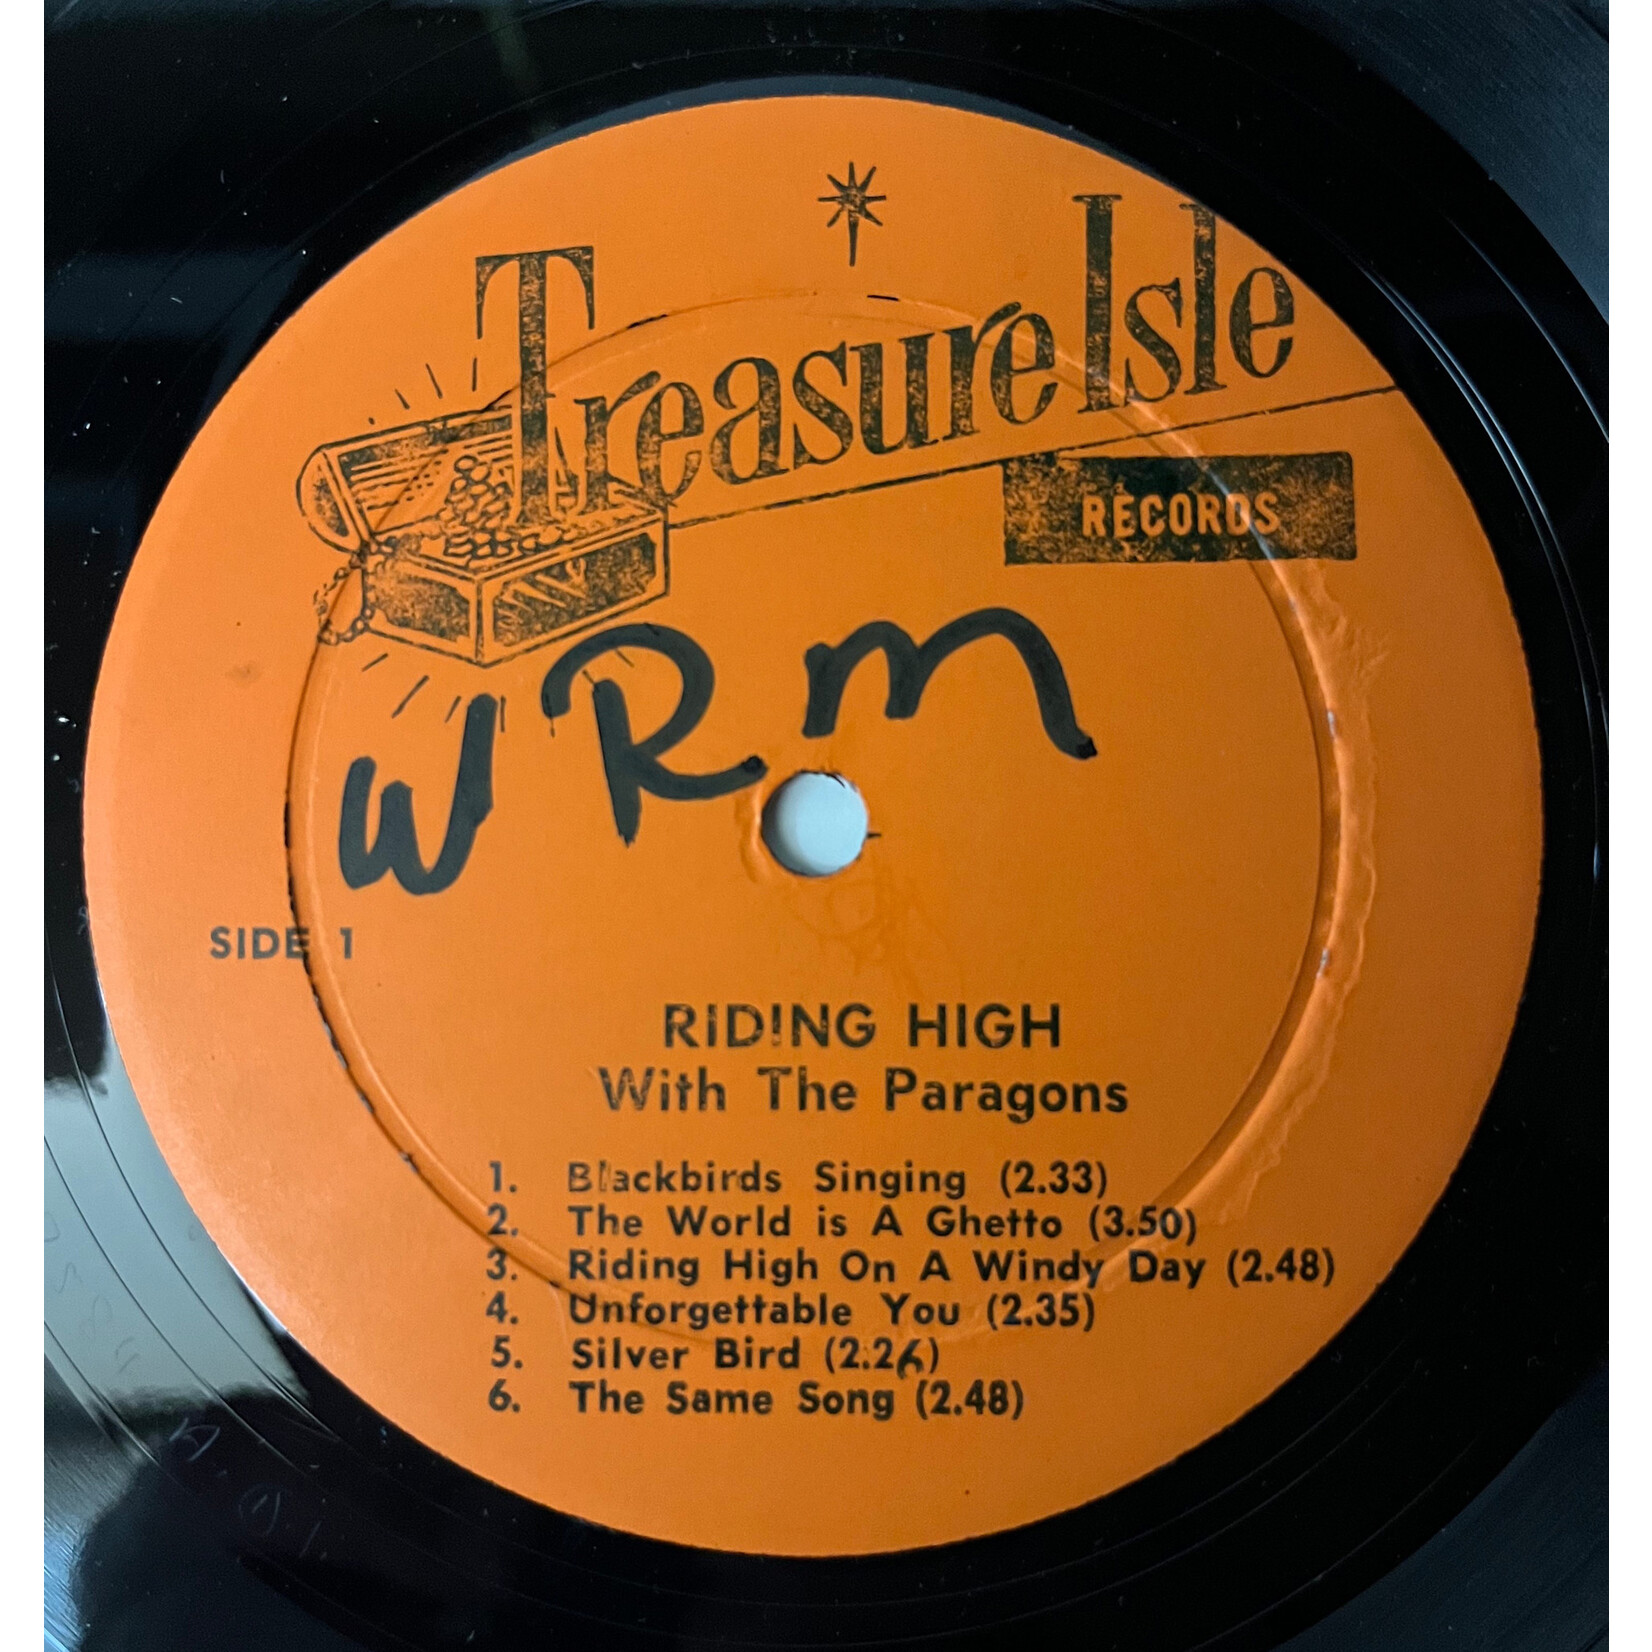 Treasure Isle
RECORDS
WRM
SIDE 1
RIDING HIGH
With The Paragons
1. Blackbirds Singing (2.33)
2. The World is A Ghetto (3.50)
3. Riding High On A Windy Day (2.48)
4. Unforgettable You (2.35)
5. Silver Bird (2.26)
6. The Same Song (2.48)